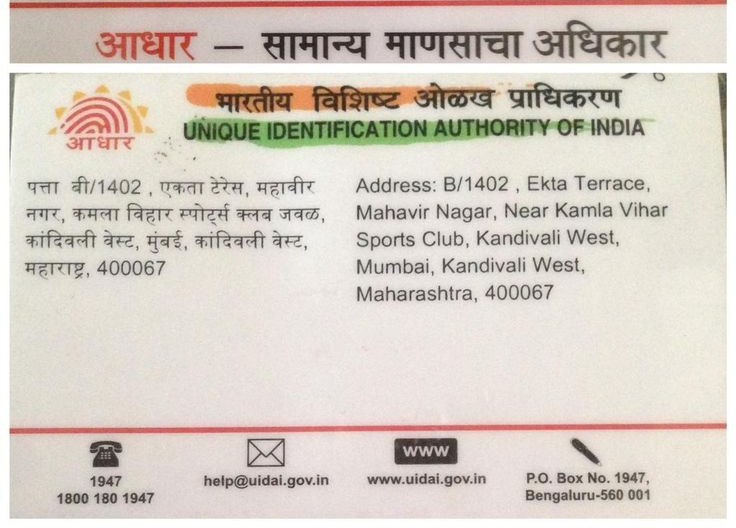 आधार – सामान्य माणसाचा अधिकार
आधार
भारतीय विशिष्ट ओळख प्राधिकरण
UNIQUE IDENTIFICATION AUTHORITY OF INDIA
पत्ता बी/1402 , एकता टेरेस, महावीर
नगर, कमला विहार स्पोर्ट्स क्लब जवळ,
कांदिवली वेस्ट, मुंबई, कांदिवली वेस्ट,
महाराष्ट्र, 400067
Address: B/1402 , Ekta Terrace,
Mahavir Nagar, Near Kamla Vihar
Sports Club, Kandivali West,
Mumbai, Kandivali West,
Maharashtra, 400067
1947
1800 180 1947
help@uidai.gov.in
www
www.uidai.gov.in
P.O. Box No. 1947,
Bengaluru-560 001